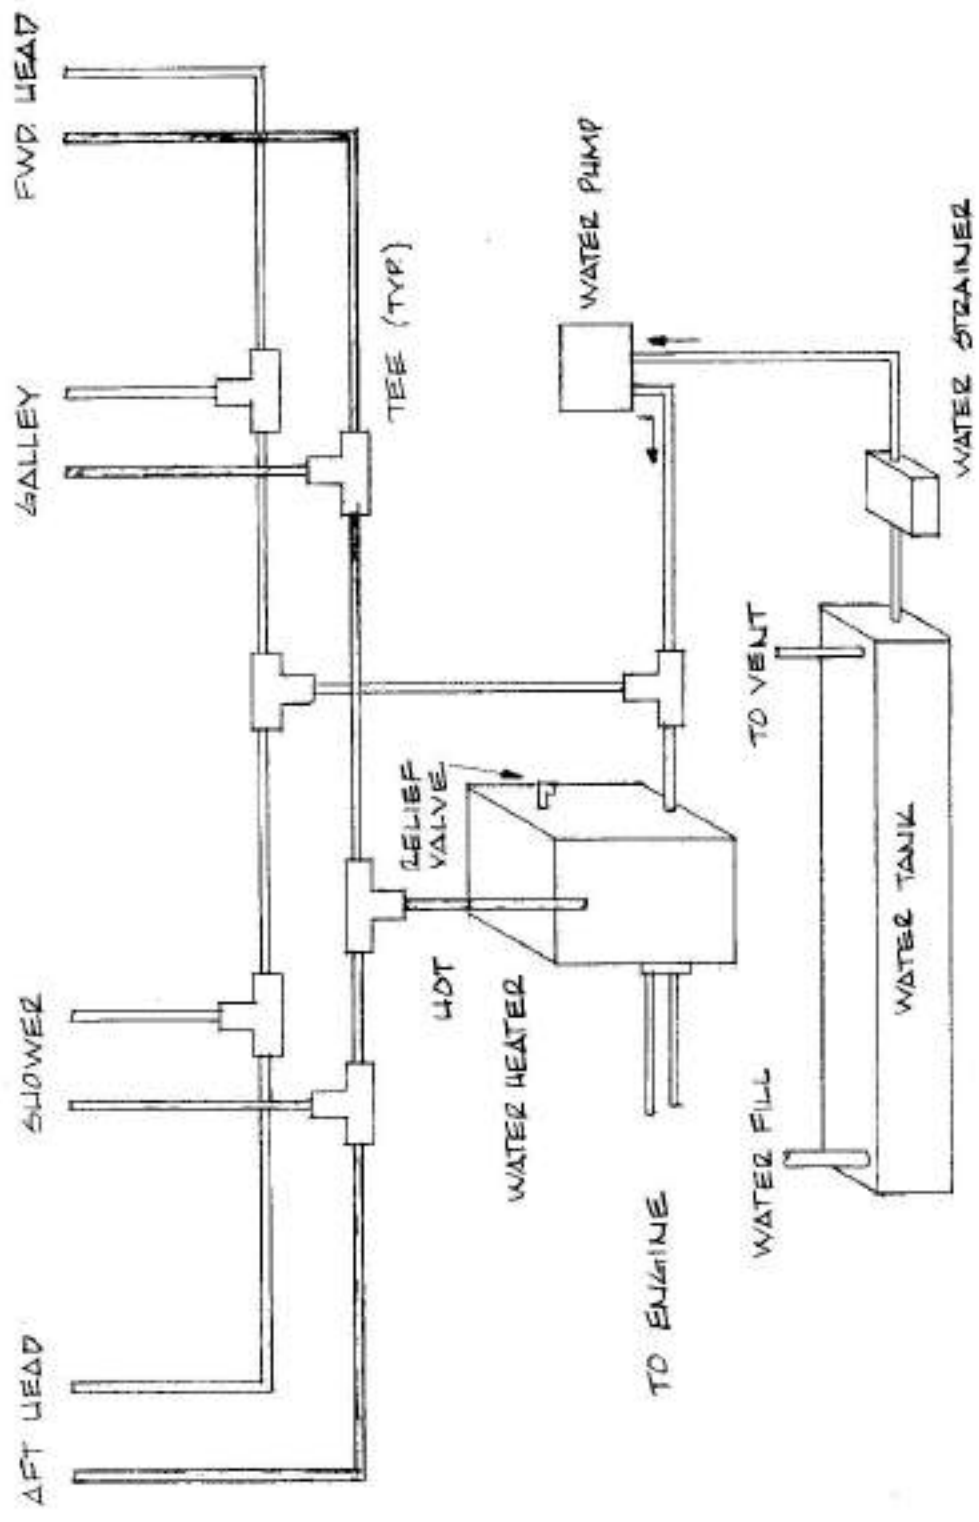 AFT HEAD
SHOWER
GALLEY
FWD. HEAD
TEE (TYP.)
HOT
RELIEF
VALVE
WATER PUMP
WATER HEATER
TO ENGINE
WATER FILL
TO VENT
WATER TANK
WATER STRAINER